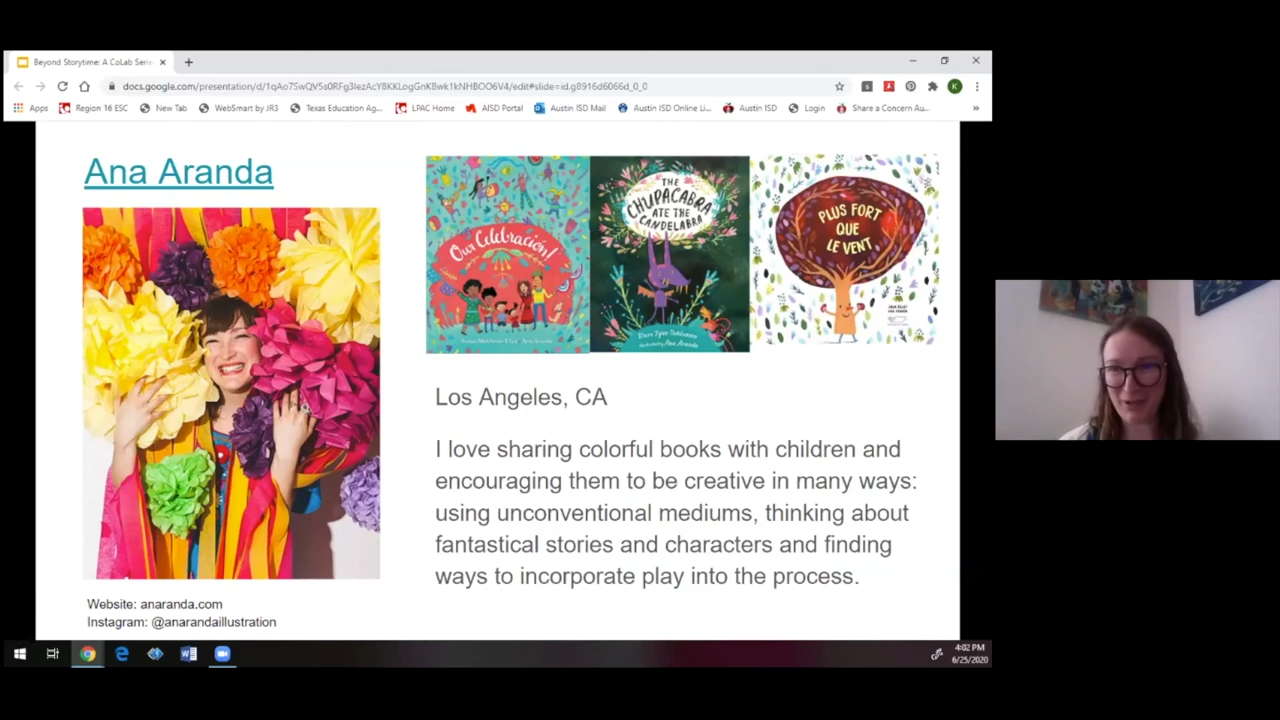 Beyond Storytime: A CoLab Serie
docs.google.com/presentation/d/1qAo7SwQV5s0RFg3IezAcY8KKLogGnKBwk1kNHBOO6V4/edit#slide=id.g8916d6066d_0_0
Apps Region 16 ESC New Tab WebSmart by JR3 Texas Education Ag... LPAC Home AISD Portal Austin ISD Mail Austin ISD Online Li... Austin ISD Login Share a Concern Au... »
K
Ana Aranda
Our Celebración!
THE
CHUPACABRA
ATE THE
CANDELABRA
PLUS FORT
QUE
LE VENT
Los Angeles, CA
I love sharing colorful books with children and
encouraging them to be creative in many ways:
using unconventional mediums, thinking about
fantastical stories and characters and finding
ways to incorporate play into the process.
Website: anaranda.com
Instagram: @anarandaillustration
4:02 PM
6/25/2020